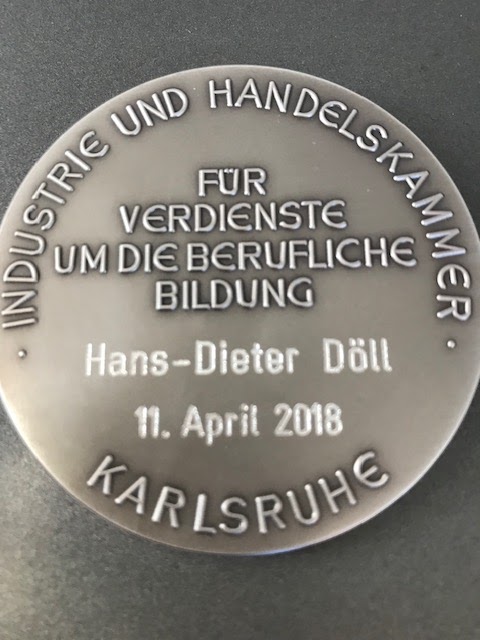 · INDUSTRIE UND HANDELSKAMMER ·
FÜR
VERDIENSTE
UM DIE BERUFLICHE
BILDUNG
Hans-Dieter Döll
11. April 2018
KARLSRUHE